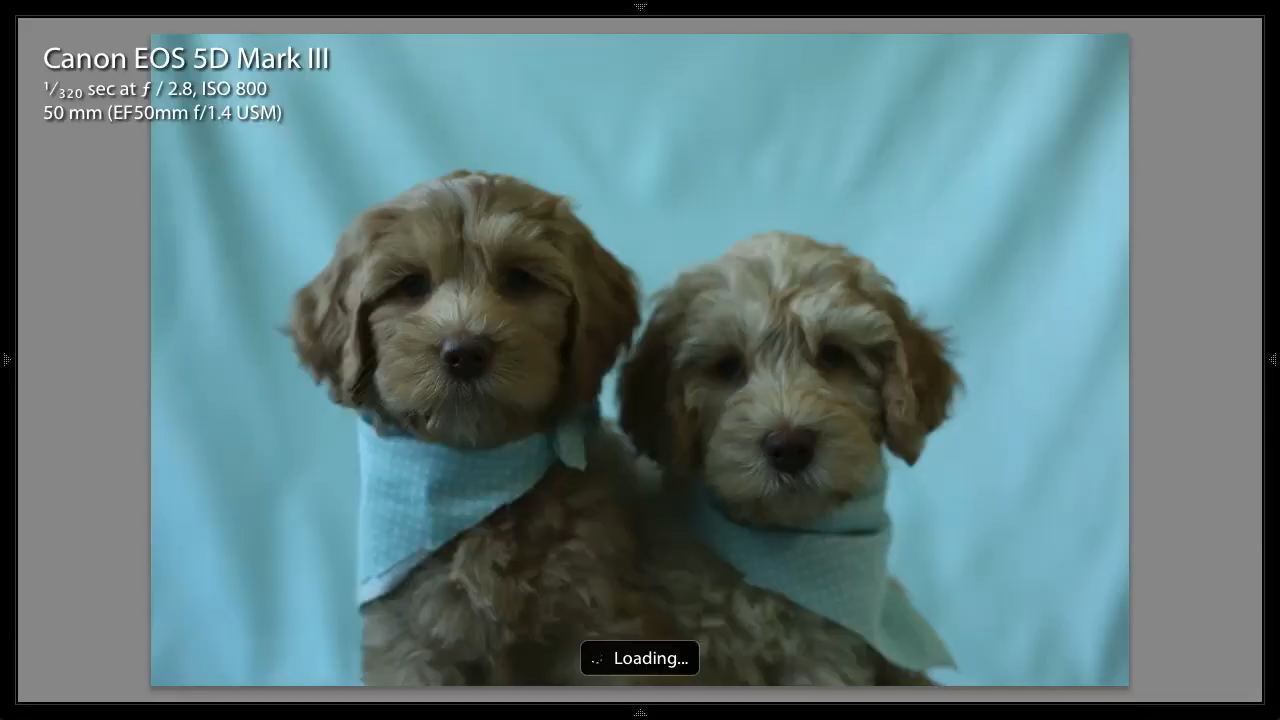 Canon EOS 5D Mark III
1/320 sec at ƒ / 2.8, ISO 800
50 mm (EF50mm f/1.4 USM)
Loading...